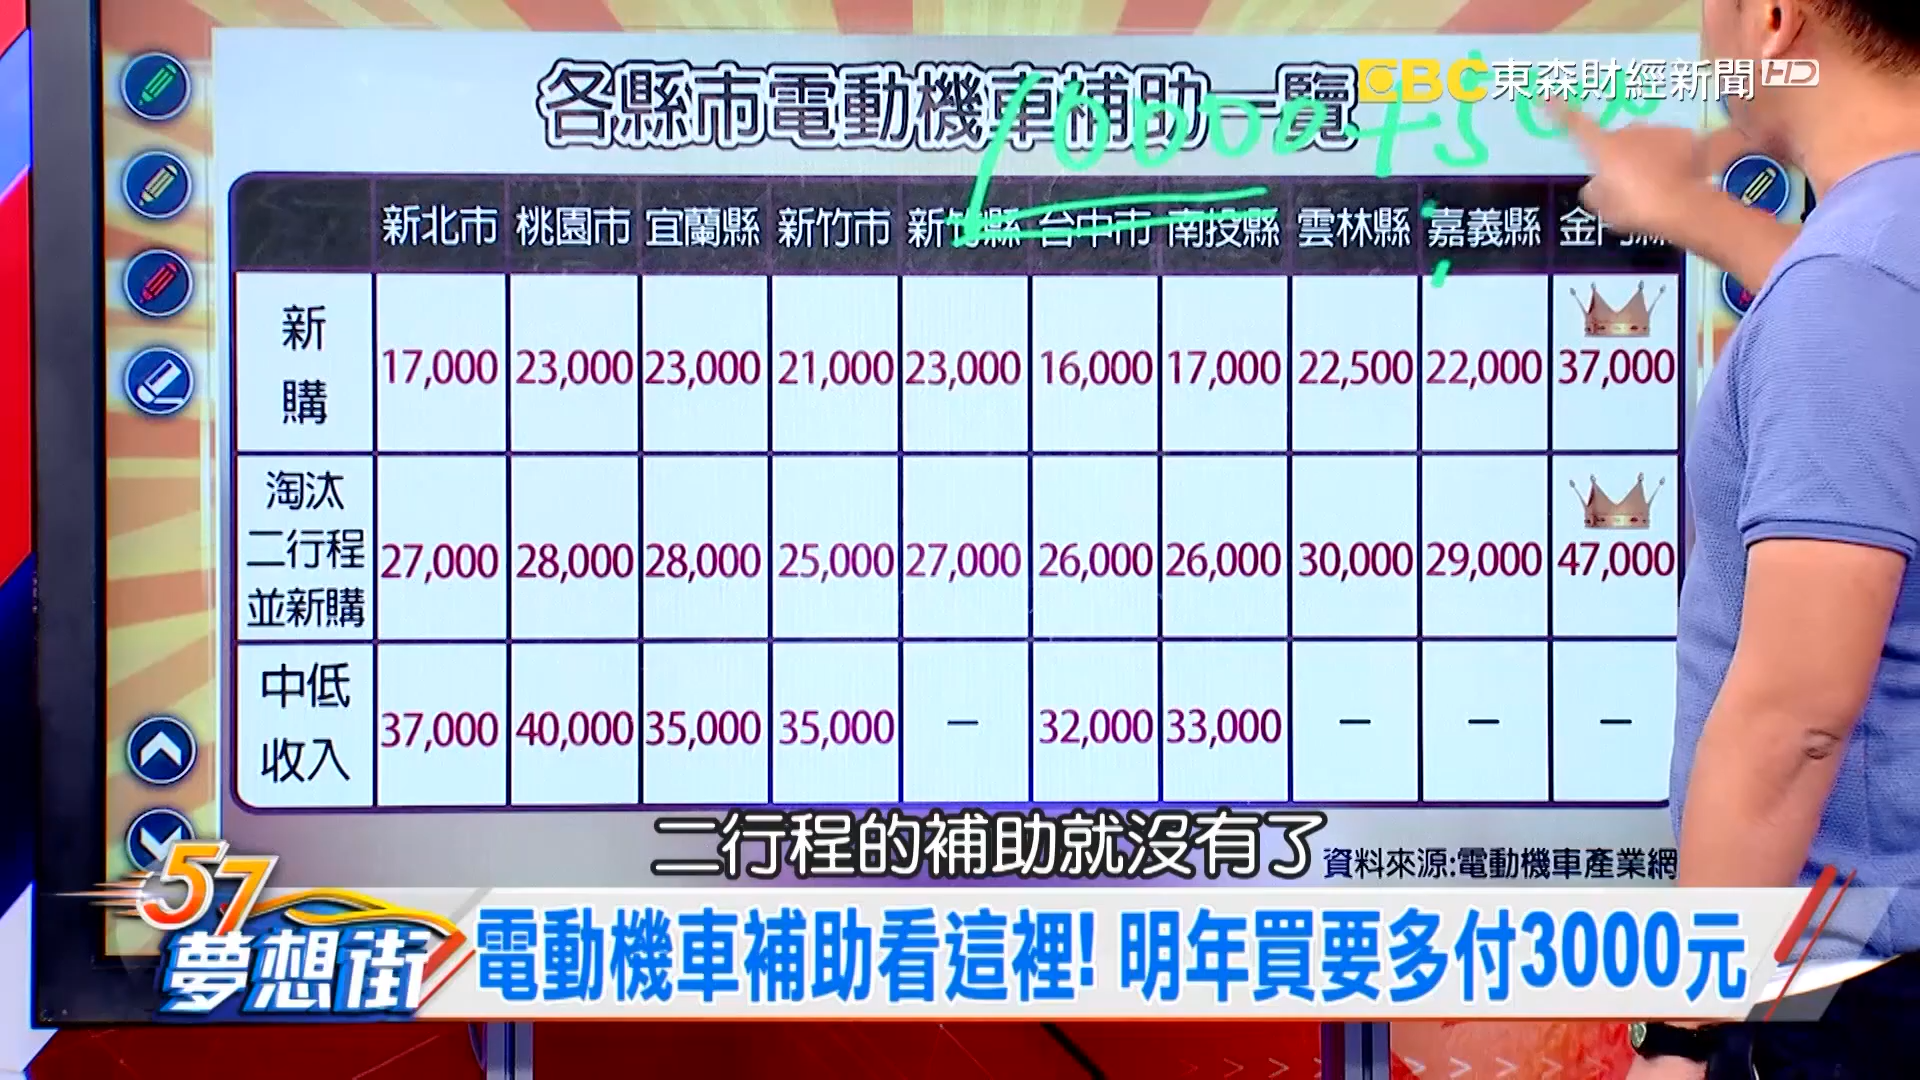 各縣市電動機車補助一覽
EBC 東森財經新聞 HD
10000+5
新北市 桃園市 宜蘭縣 新竹市 新竹縣 台中市 南投縣 雲林縣 嘉義縣 金門縣
新購 17,000 23,000 23,000 21,000 23,000 16,000 17,000 22,500 22,000 37,000
淘汰二行程並新購 27,000 28,000 28,000 25,000 27,000 26,000 26,000 30,000 29,000 47,000
中低收入 37,000 40,000 35,000 35,000 — 32,000 33,000 — — —
二行程的補助就沒有了
資料來源:電動機車產業網
57夢想街
電動機車補助看這裡! 明年買要多付3000元